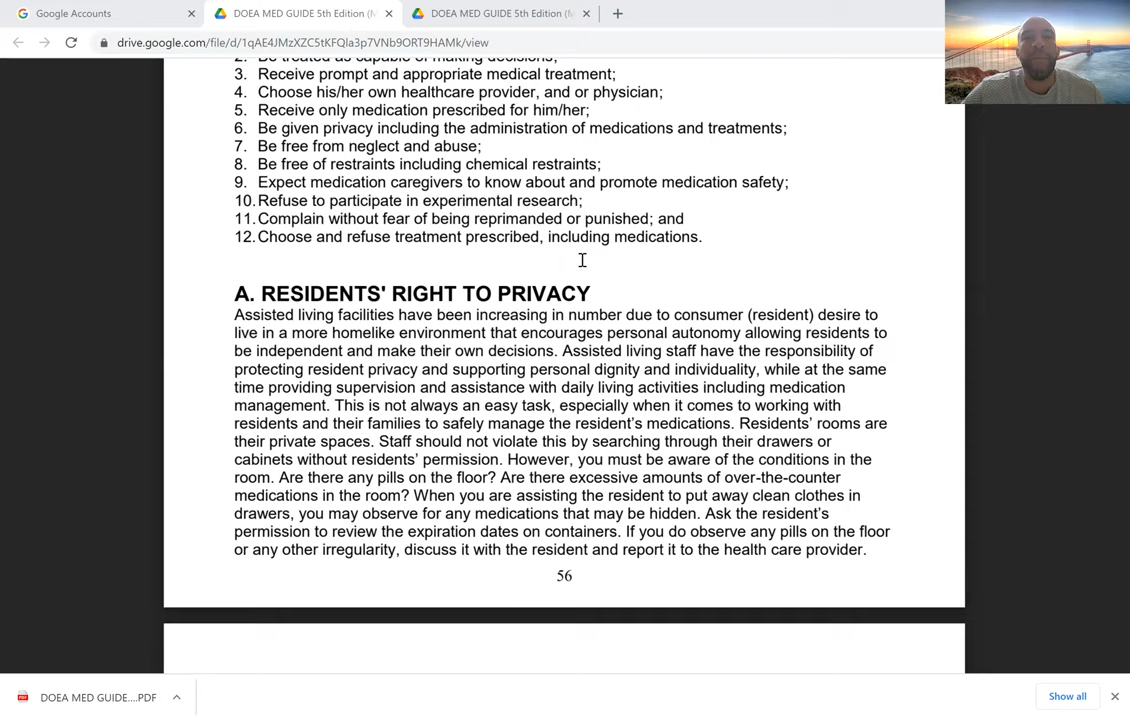 Google Accounts
DOEA MED GUIDE 5th Edition (M
DOEA MED GUIDE 5th Edition (M
drive.google.com/file/d/1qAE4JMzXZC5tKFQIa3p7VNb9ORT9HAMk/view
2. Be treated as capable of making decisions;
3. Receive prompt and appropriate medical treatment;
4. Choose his/her own healthcare provider, and or physician;
5. Receive only medication prescribed for him/her;
6. Be given privacy including the administration of medications and treatments;
7. Be free from neglect and abuse;
8. Be free of restraints including chemical restraints;
9. Expect medication caregivers to know about and promote medication safety;
10. Refuse to participate in experimental research;
11. Complain without fear of being reprimanded or punished; and
12. Choose and refuse treatment prescribed, including medications.
A. RESIDENTS' RIGHT TO PRIVACY
Assisted living facilities have been increasing in number due to consumer (resident) desire to
live in a more homelike environment that encourages personal autonomy allowing residents to
be independent and make their own decisions. Assisted living staff have the responsibility of
protecting resident privacy and supporting personal dignity and individuality, while at the same
time providing supervision and assistance with daily living activities including medication
management. This is not always an easy task, especially when it comes to working with
residents and their families to safely manage the resident's medications. Residents' rooms are
their private spaces. Staff should not violate this by searching through their drawers or
cabinets without residents' permission. However, you must be aware of the conditions in the
room. Are there any pills on the floor? Are there excessive amounts of over-the-counter
medications in the room? When you are assisting the resident to put away clean clothes in
drawers, you may observe for any medications that may be hidden. Ask the resident's
permission to review the expiration dates on containers. If you do observe any pills on the floor
or any other irregularity, discuss it with the resident and report it to the health care provider.
56
DOEA MED GUIDE....PDF
Show all